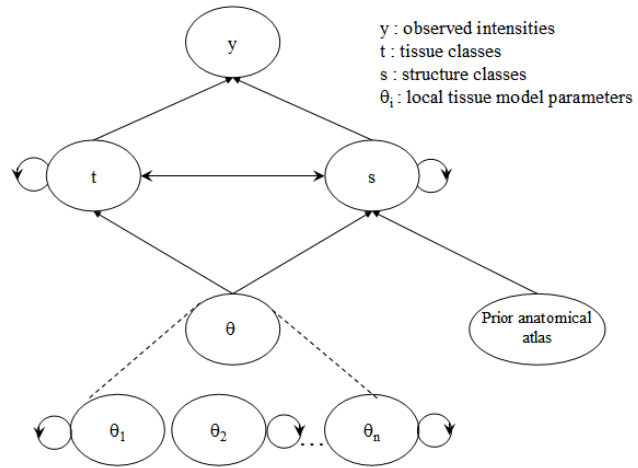 y
y : observed intensities
t : tissue classes
s : structure classes
θi : local tissue model parameters
t
s
θ
Prior anatomical
atlas
θ1
θ2
...
θn